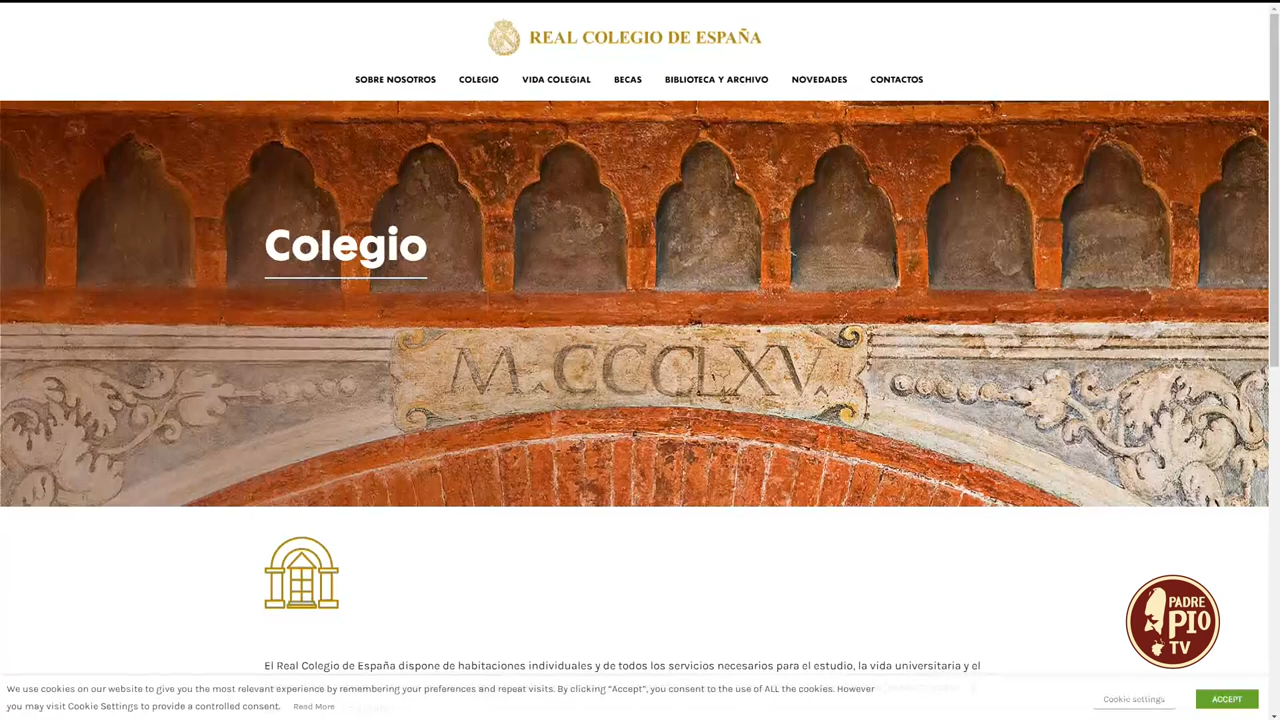 REAL COLEGIO DE ESPAÑA
SOBRE NOSOTROS COLEGIO VIDA COLEGIAL BECAS BIBLIOTECA Y ARCHIVO NOVEDADES CONTACTOS
Colegio
M.CCCLXV.
El Real Colegio de España dispone de habitaciones individuales y de todos los servicios necesarios para el estudio, la vida universitaria y el
PADRE
PIO
TV
We use cookies on our website to give you the most relevant experience by remembering your preferences and repeat visits. By clicking “Accept”, you consent to the use of ALL the cookies. However
you may visit Cookie Settings to provide a controlled consent. Read More
Cookie settings
ACCEPT